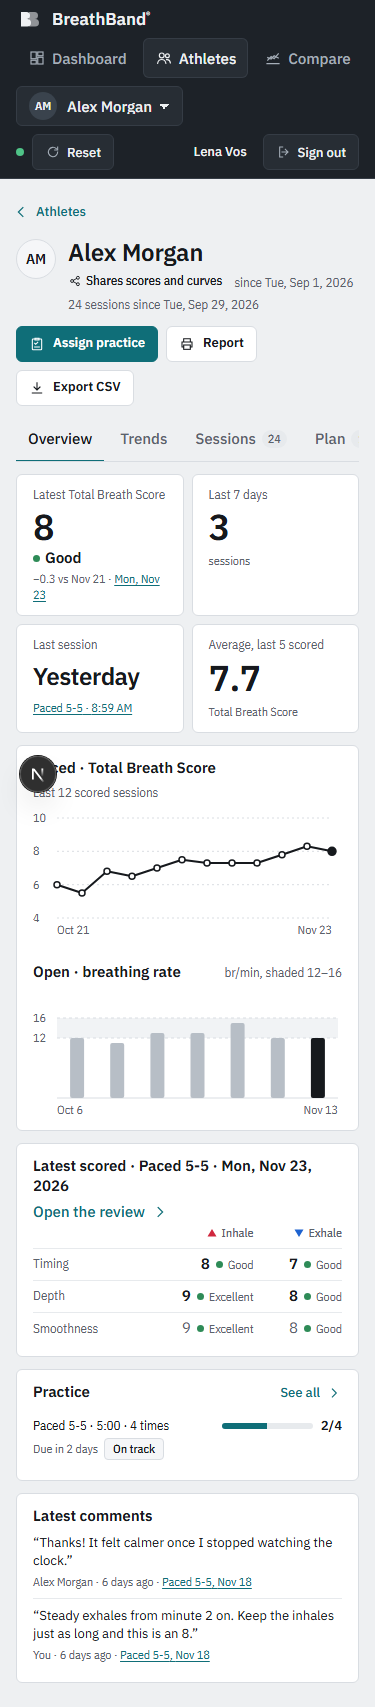 BreathBand®
Dashboard
Athletes
Compare
AM
Alex Morgan
Reset
Lena Vos
Sign out
Athletes
AM
Alex Morgan
Shares scores and curves since Tue, Sep 1, 2026
24 sessions since Tue, Sep 29, 2026
Assign practice
Report
Export CSV
Overview
Trends
Sessions 24
Plan
Latest Total Breath Score
8
Good
−0.3 vs Nov 21 · Mon, Nov
23
Last 7 days
3
sessions
Last session
Yesterday
Paced 5-5 · 8:59 AM
Average, last 5 scored
7.7
Total Breath Score
N
ced · Total Breath Score
Last 12 scored sessions
10
8
6
4
Oct 21
Nov 23
Open · breathing rate
br/min, shaded 12–16
16
12
Oct 6
Nov 13
Latest scored · Paced 5-5 · Mon, Nov 23,
2026
Open the review
Inhale
Exhale
Timing
8 Good
7 Good
Depth
9 Excellent
8 Good
Smoothness
9 Excellent
8 Good
Practice
See all
Paced 5-5 · 5:00 · 4 times
2/4
Due in 2 days
On track
Latest comments
“Thanks! It felt calmer once I stopped watching the
clock.”
Alex Morgan · 6 days ago · Paced 5-5, Nov 18
“Steady exhales from minute 2 on. Keep the inhales
just as long and this is an 8.”
You · 6 days ago · Paced 5-5, Nov 18